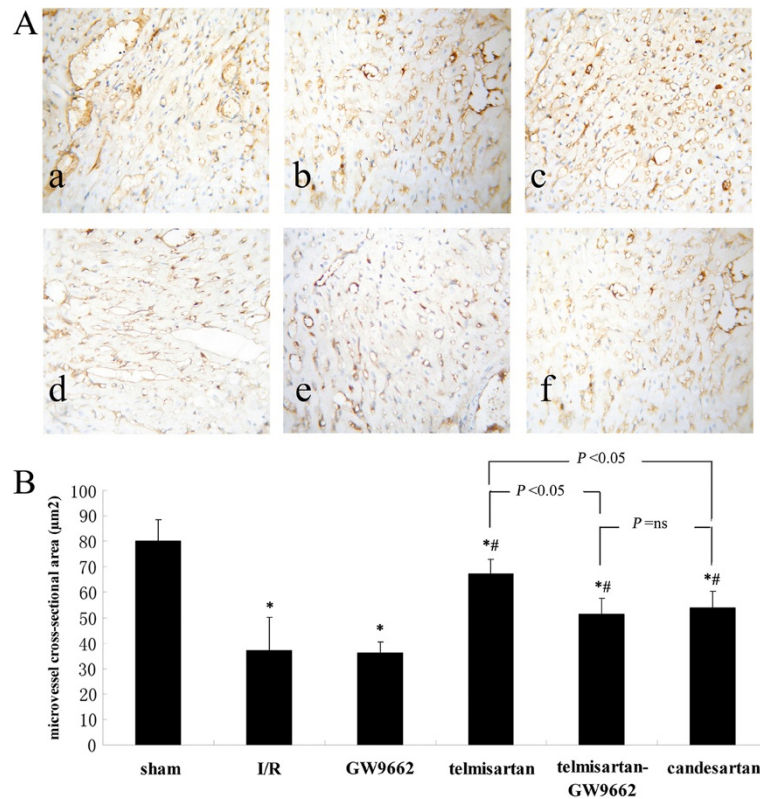 A
a
b
c
d
e
f
B
P <0.05
P <0.05
P =ns
microvessel cross-sectional area (μm2)
100
90
80
70
60
50
40
30
20
10
0
*
*
*#
*#
*#
sham
I/R
GW9662
telmisartan
telmisartan-
GW9662
candesartan